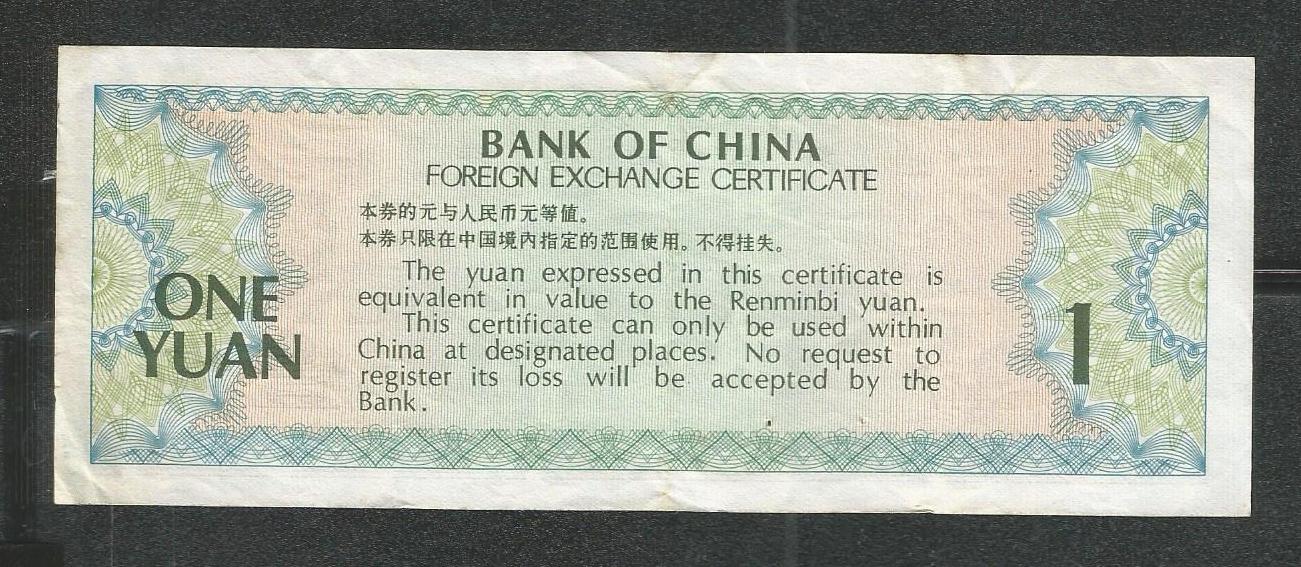 BANK OF CHINA
FOREIGN EXCHANGE CERTIFICATE
本券的元与人民币元等值。
本券只限在中国境内指定的范围使用。不得挂失。
The yuan expressed in this certificate is
equivalent in value to the Renminbi yuan.
This certificate can only be used within
China at designated places. No request to
register its loss will be accepted by the
Bank.
ONE
YUAN
1